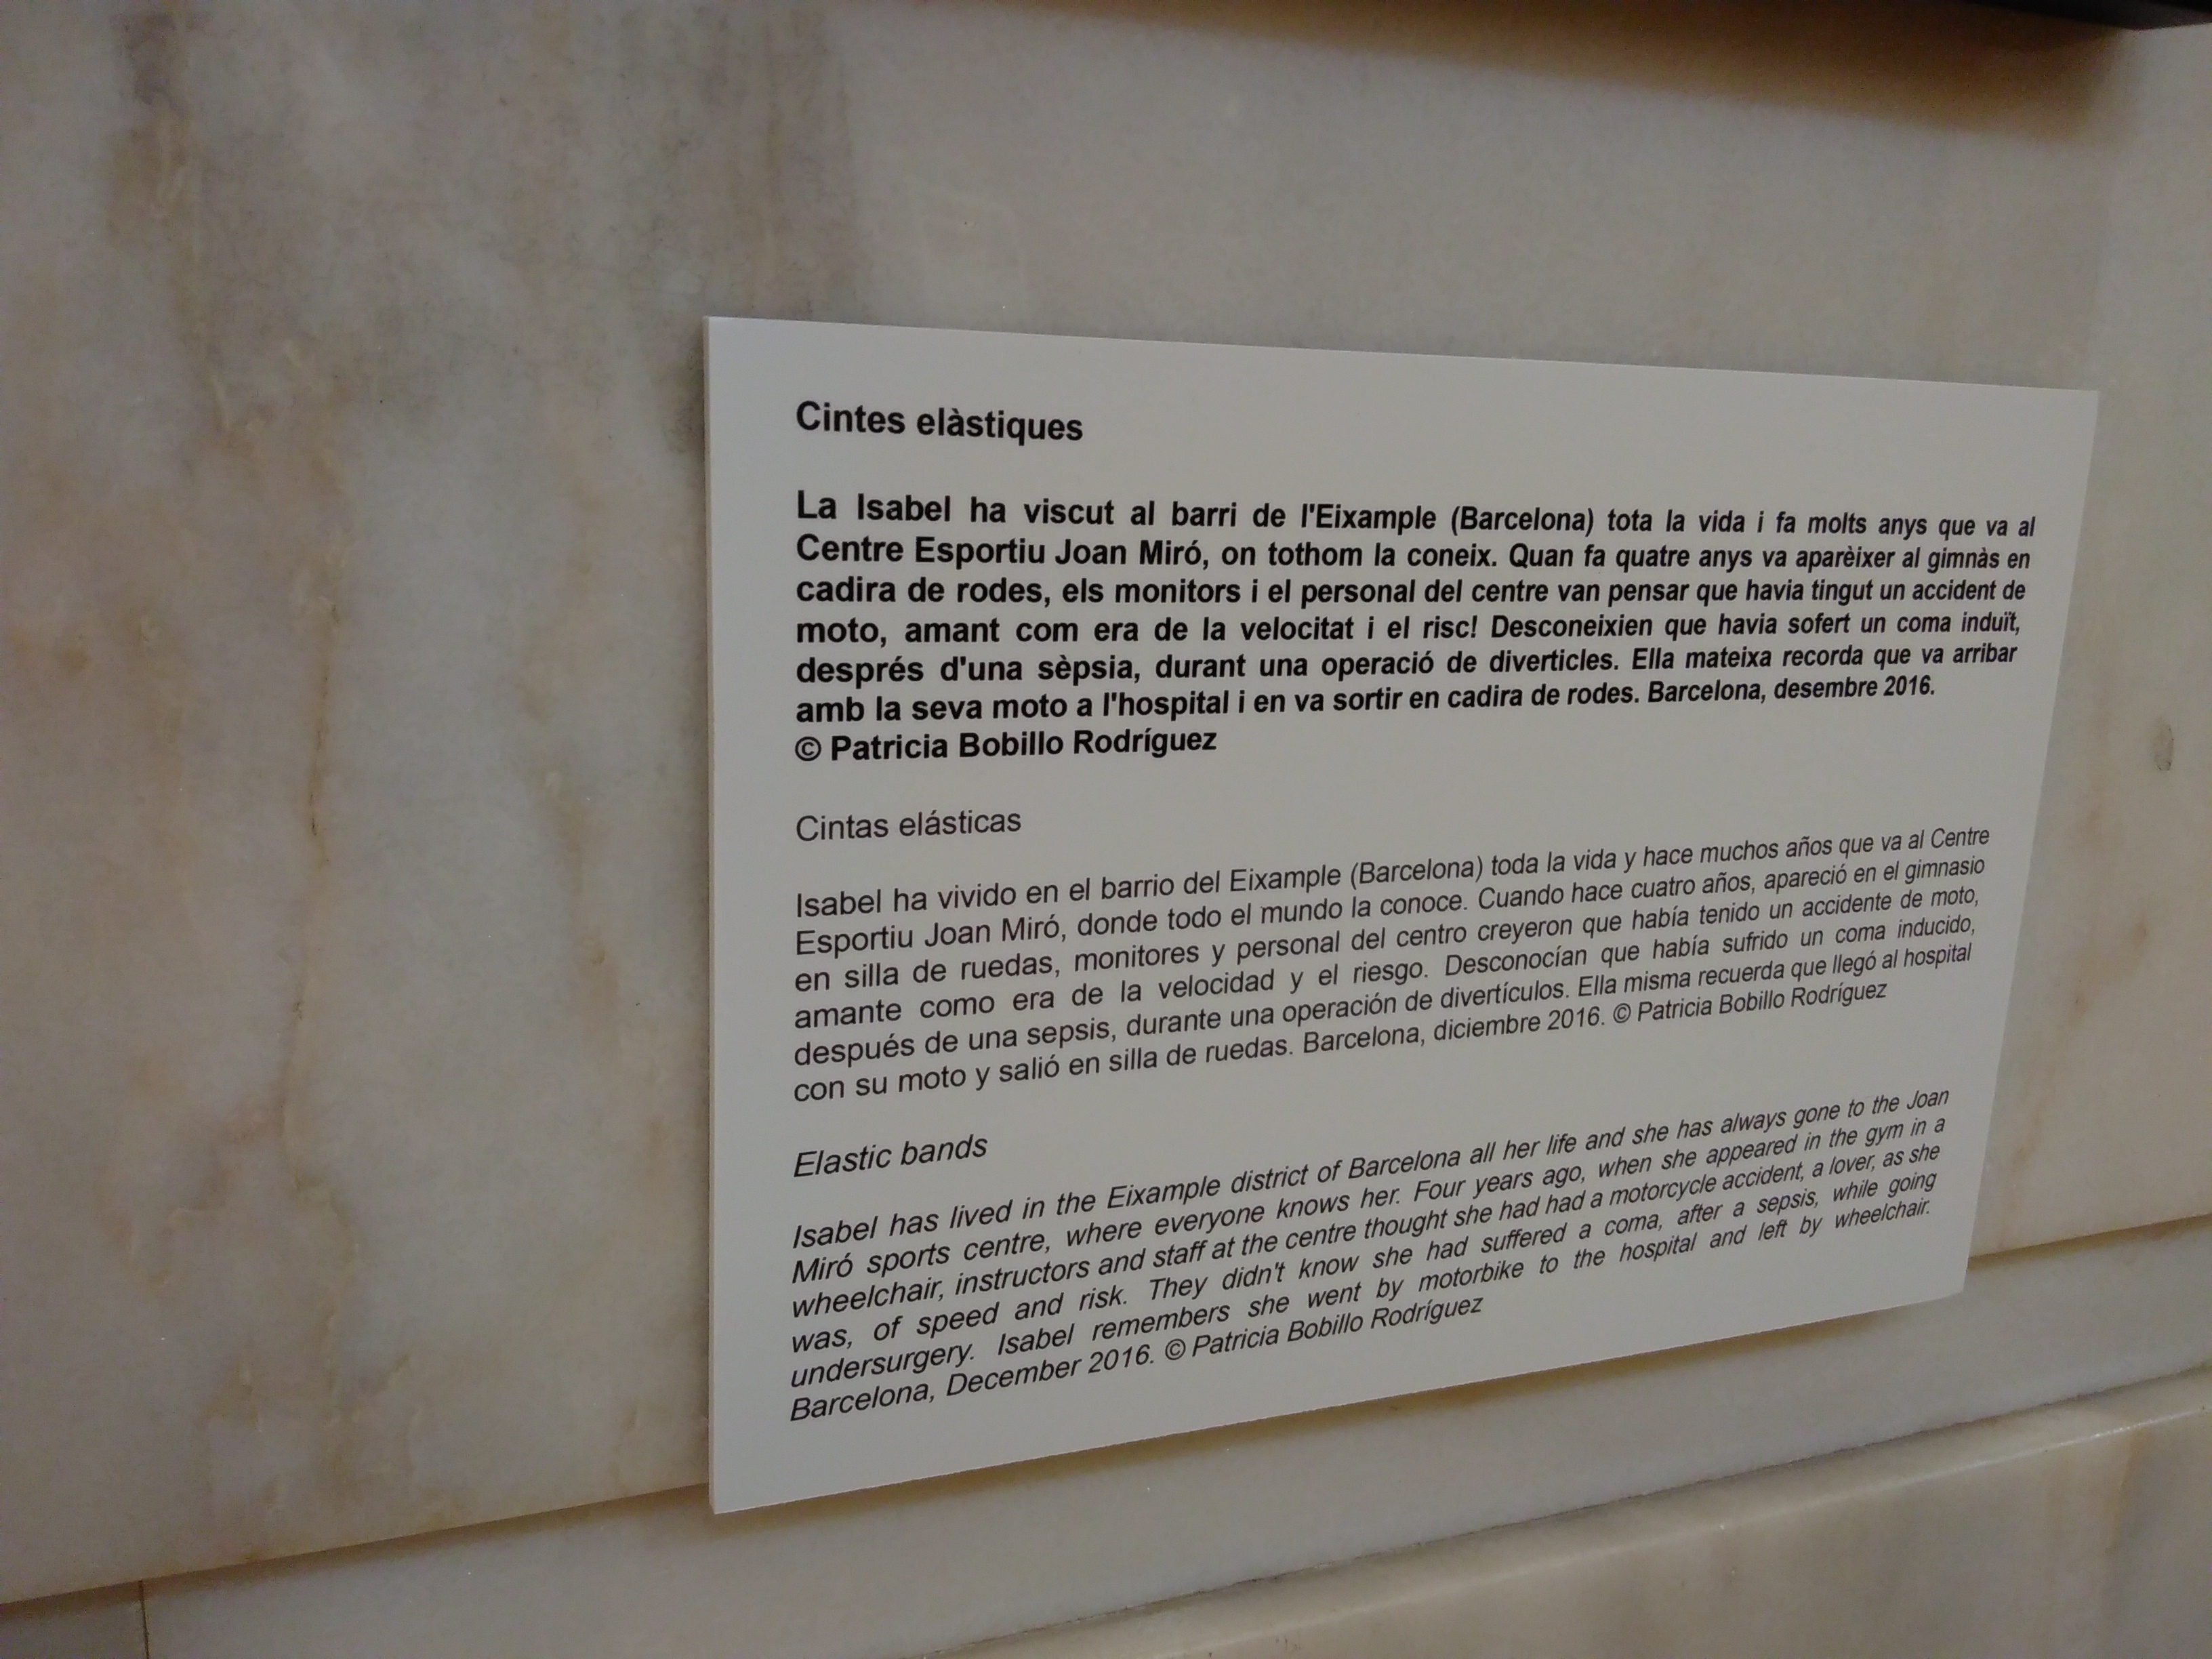 Cintes elàstiques
La Isabel ha viscut al barri de l'Eixample (Barcelona) tota la vida i fa molts anys que va al
Centre Esportiu Joan Miró, on tothom la coneix. Quan fa quatre anys va aparèixer al gimnàs en
cadira de rodes, els monitors i el personal del centre van pensar que havia tingut un accident de
moto, amant com era de la velocitat i el risc! Desconeixien que havia sofert un coma induït,
després d'una sèpsia, durant una operació de diverticles. Ella mateixa recorda que va arribar
amb la seva moto a l'hospital i en va sortir en cadira de rodes. Barcelona, desembre 2016.
© Patricia Bobillo Rodríguez
Cintas elásticas
Isabel ha vivido en el barrio del Eixample (Barcelona) toda la vida y hace muchos años que va al Centre
Esportiu Joan Miró, donde todo el mundo la conoce. Cuando hace cuatro años, apareció en el gimnasio
en silla de ruedas, monitores y personal del centro creyeron que había tenido un accidente de moto,
amante como era de la velocidad y el riesgo. Desconocían que había sufrido un coma inducido,
después de una sepsis, durante una operación de divertículos. Ella misma recuerda que llegó al hospital
con su moto y salió en silla de ruedas. Barcelona, diciembre 2016. © Patricia Bobillo Rodríguez
Elastic bands
Isabel has lived in the Eixample district of Barcelona all her life and she has always gone to the Joan
Miró sports centre, where everyone knows her. Four years ago, when she appeared in the gym in a
wheelchair, instructors and staff at the centre thought she had had a motorcycle accident, a lover, as she
was, of speed and risk. They didn't know she had suffered a coma, after a sepsis, while going
undersurgery. Isabel remembers she went by motorbike to the hospital and left by wheelchair.
Barcelona, December 2016. © Patricia Bobillo Rodríguez